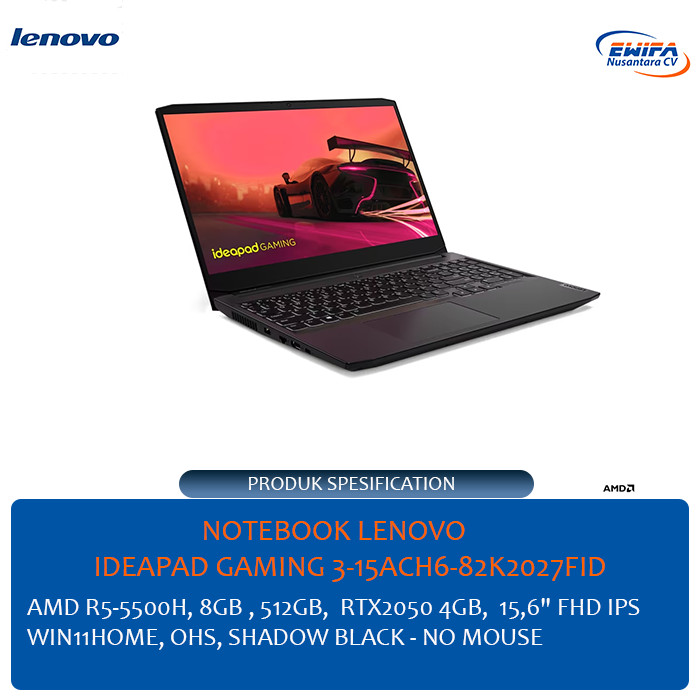 lenovo
EWIFA
Nusantara CV
ideapad GAMING
PRODUK SPESIFICATION
AMD
NOTEBOOK LENOVO
IDEAPAD GAMING 3-15ACH6-82K2027FID
AMD R5-5500H, 8GB , 512GB, RTX2050 4GB, 15,6" FHD IPS
WIN11HOME, OHS, SHADOW BLACK - NO MOUSE